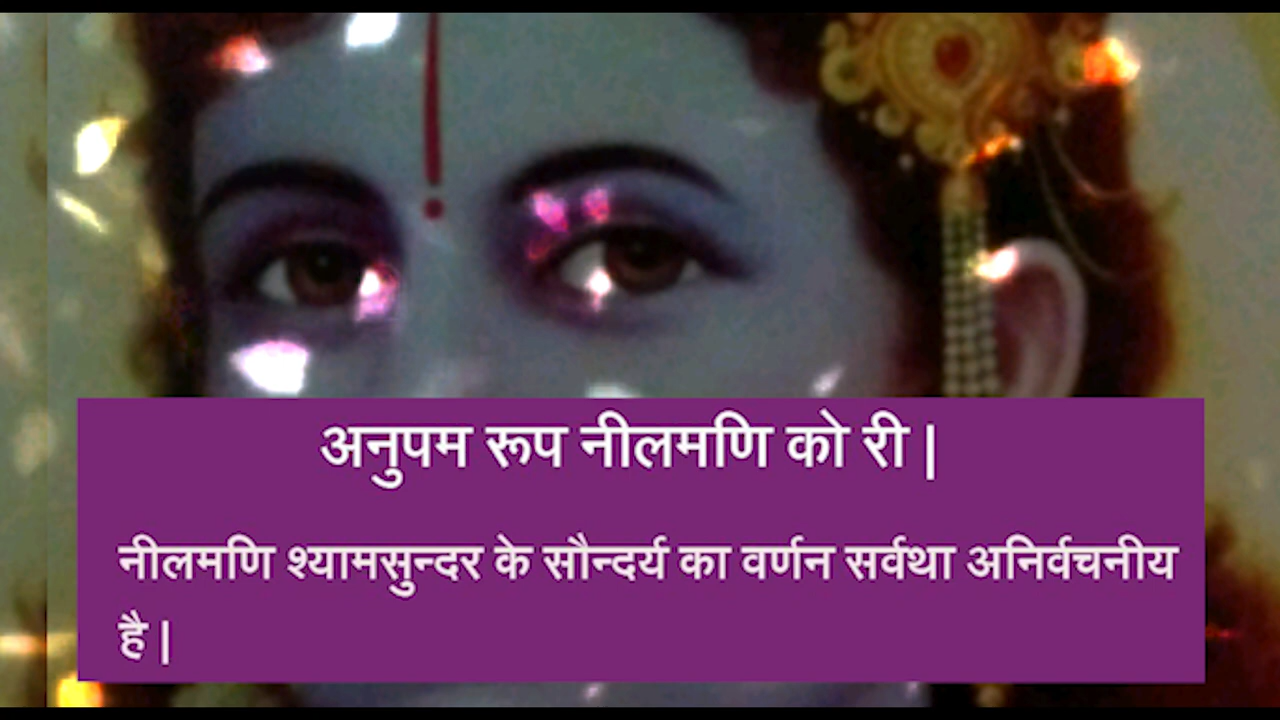 अनुपम रूप नीलमणि को री |
नीलमणि श्यामसुन्दर के सौन्दर्य का वर्णन सर्वथा अनिर्वचनीय
है |